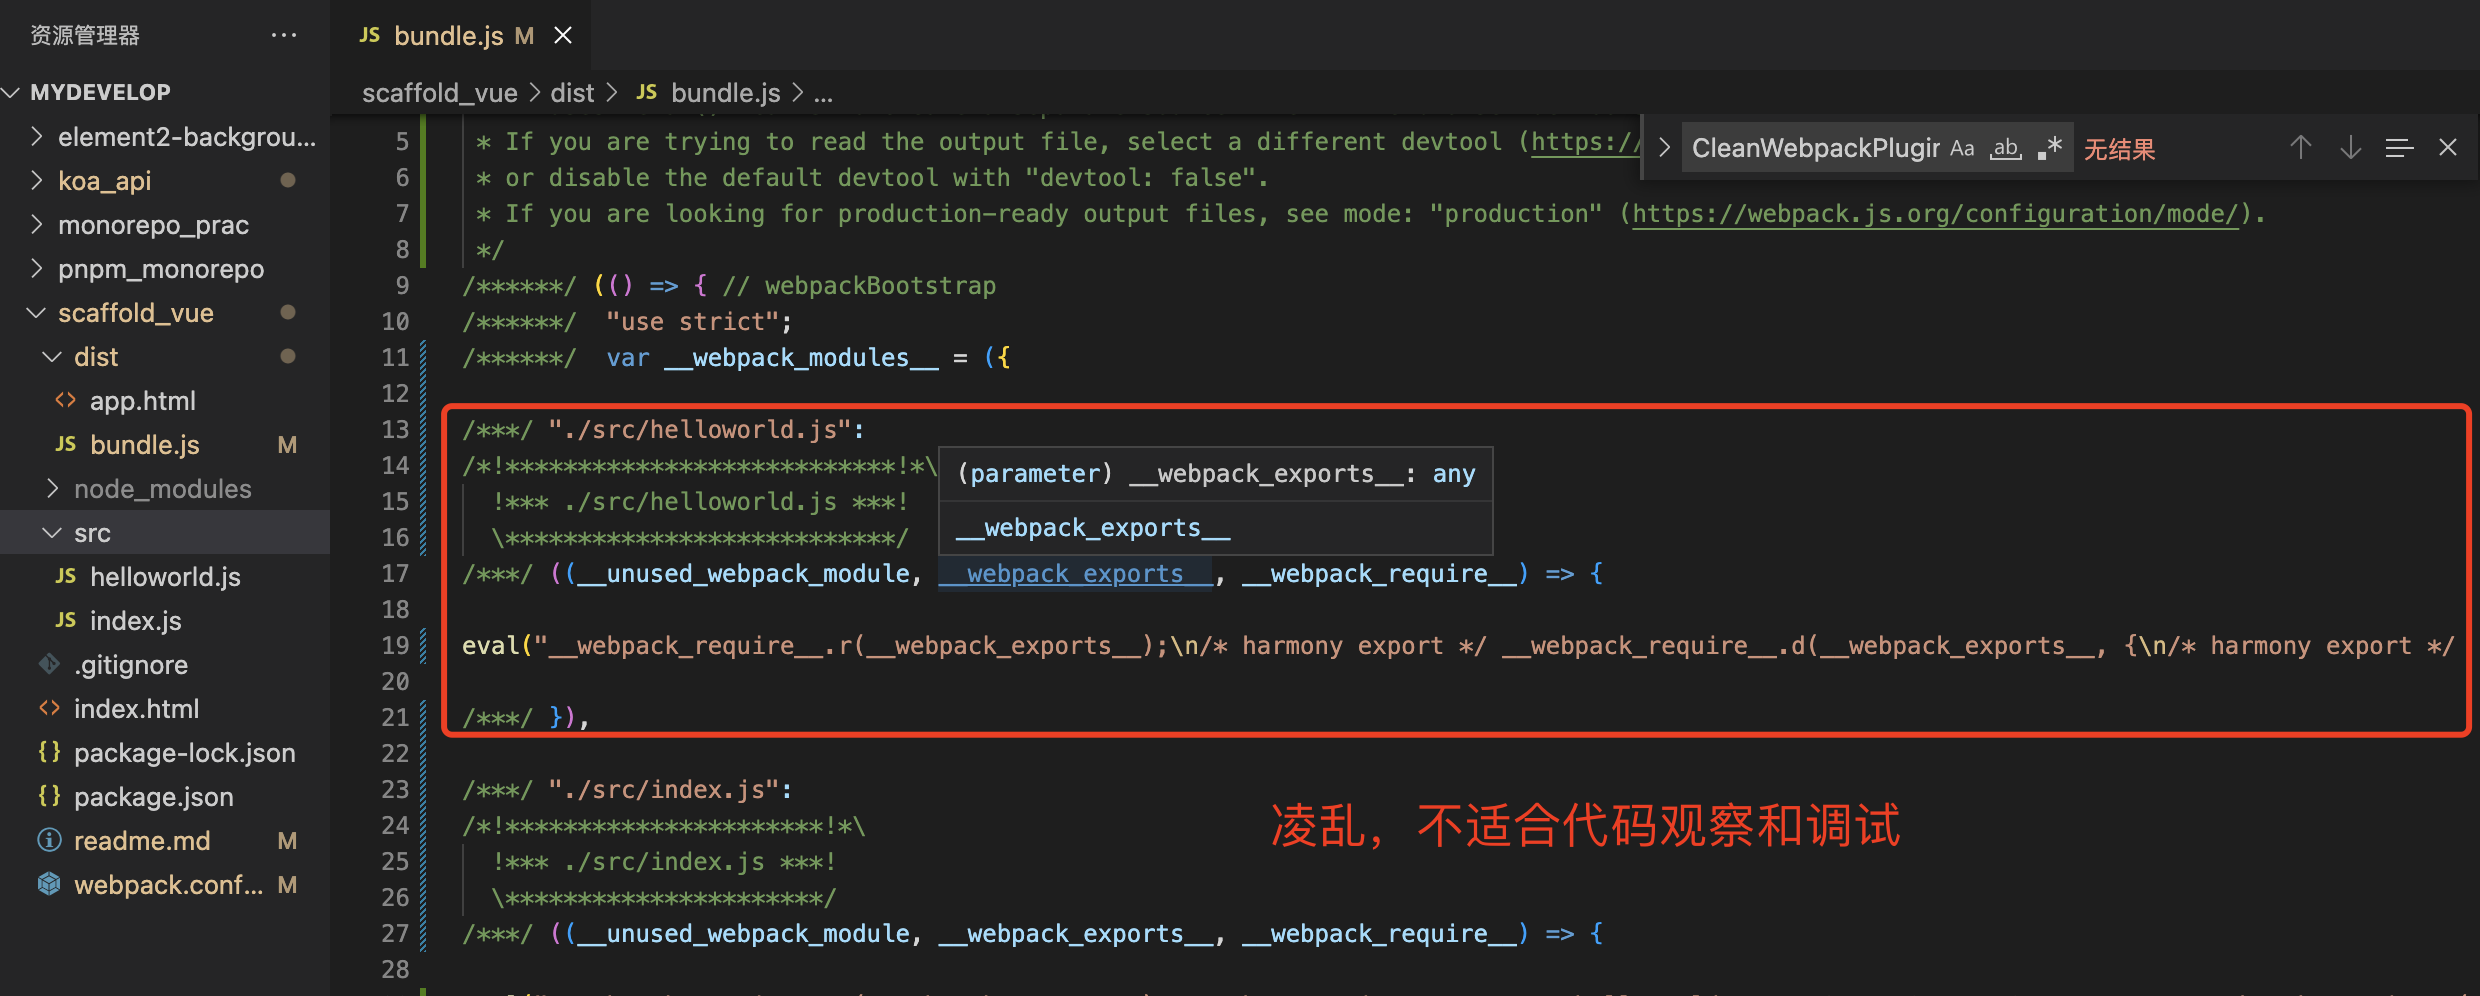 资源管理器 ...
MYDEVELOP
element2-backgrou...
koa_api
monorepo_prac
pnpm_monorepo
scaffold_vue
dist
app.html
JS bundle.js M
node_modules
src
JS helloworld.js
JS index.js
.gitignore
index.html
{} package-lock.json
{} package.json
readme.md M
webpack.conf... M
JS bundle.js M
scaffold_vue > dist > JS bundle.js > ...
CleanWebpackPlugin Aa ab .* 无结果
5 * If you are trying to read the output file, select a different devtool (https://
6 * or disable the default devtool with "devtool: false".
7 * If you are looking for production-ready output files, see mode: "production" (https://webpack.js.org/configuration/mode/).
8 */
9 /******/ (() => { // webpackBootstrap
10 /******/ "use strict";
11 /******/ var __webpack_modules__ = ({
12
13 /***/ "./src/helloworld.js":
14 /*!***************************!*\
15 !*** ./src/helloworld.js ***!
16 \***************************/
(parameter) __webpack_exports__: any
__webpack_exports__
17 /***/ ((__unused_webpack_module, __webpack_exports__, __webpack_require__) => {
18
19 eval("__webpack_require__.r(__webpack_exports__);\n/* harmony export */ __webpack_require__.d(__webpack_exports__, {\n/* harmony export */
20
21 /***/ }),
22
23 /***/ "./src/index.js":
24 /*!**********************!*\
25 !*** ./src/index.js ***!
26 \**********************/
27 /***/ ((__unused_webpack_module, __webpack_exports__, __webpack_require__) => {
28
凌乱，不适合代码观察和调试